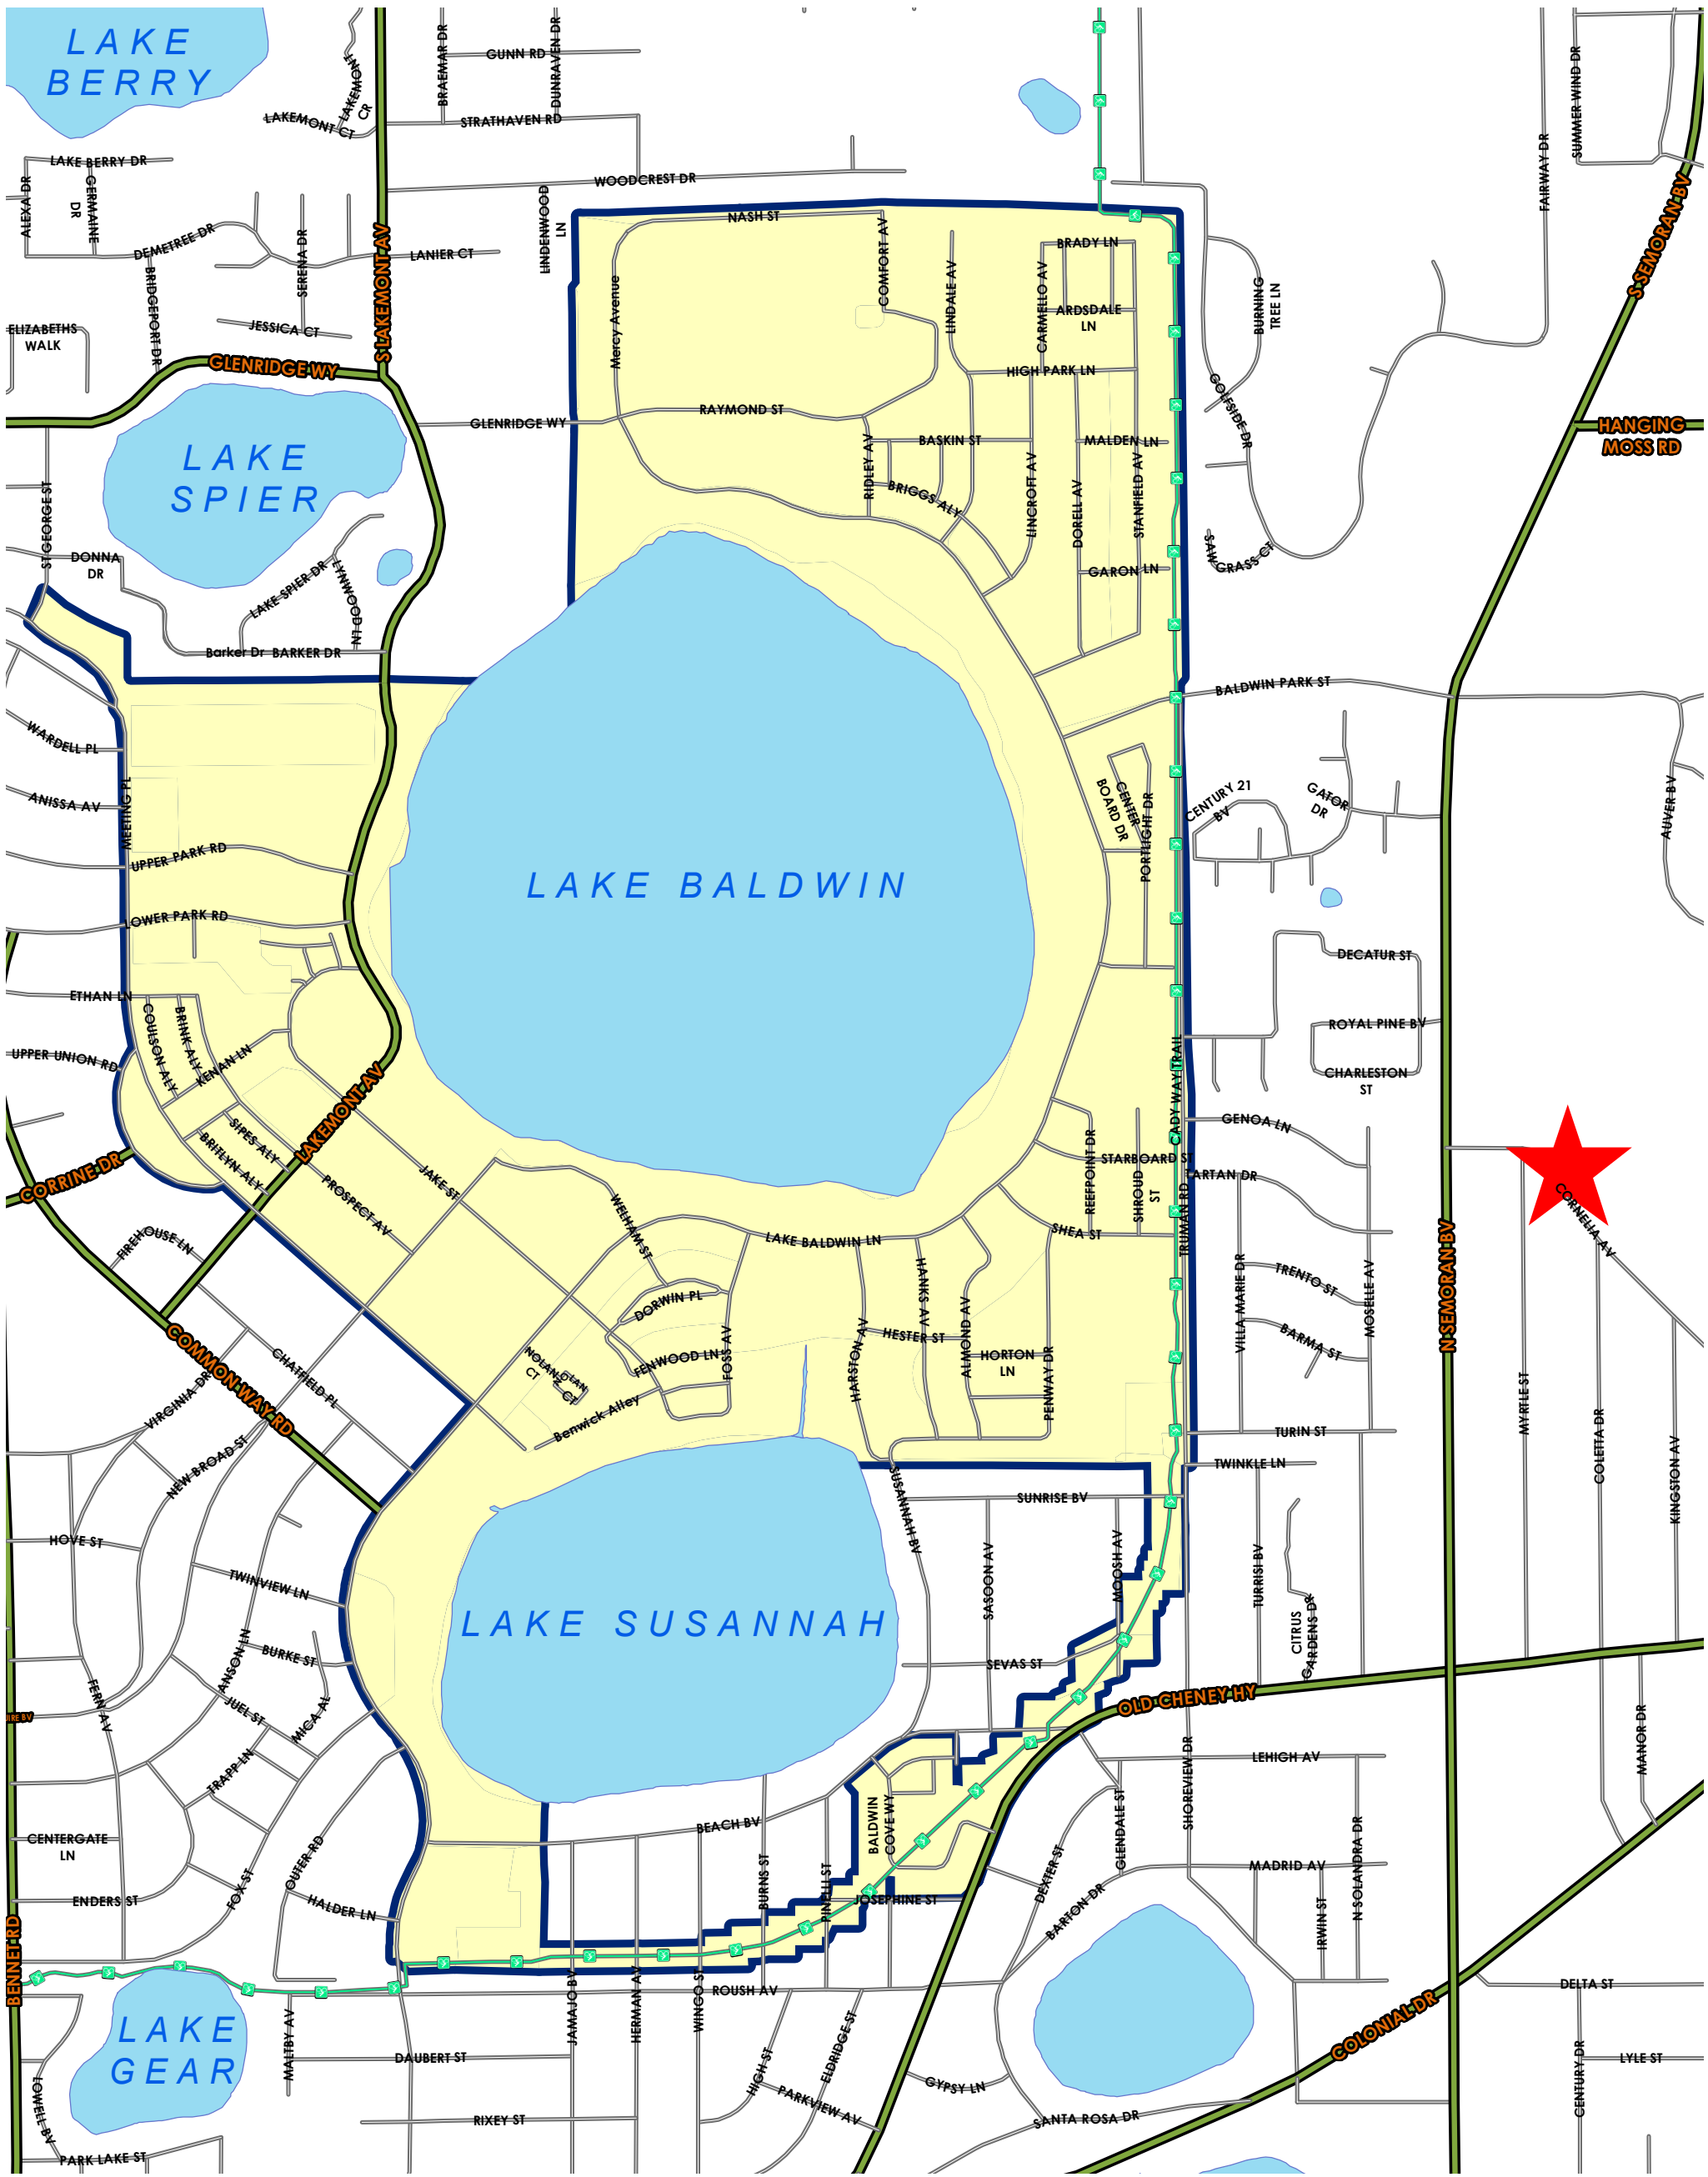 LAKE
BERRY
BRAEMAR DR
GUNN RD
DUNRAVEN DR
LAKEMONT
CR
LAKEMONT CT
STRATHAVEN RD
SUMMER WIND DR
FAIRWAY DR
LAKE BERRY DR
ALEXA DR
GERMAINE
DR
WOODCREST DR
S SEMORAN BV
DEMETREE DR
SERENA DR
S LAKEMONT AV
LANIER CT
LINDENWOOD
LN
NASH ST
COMFORT AV
BRADY LN
BRIDGEPORT DR
Mercy Avenue
LINDALE AV
CARMELLO AV
ARDSDALE
LN
BURNING
TREE LN
ELIZABETHS
WALK
JESSICA CT
GLENRIDGE WY
HIGH PARK LN
GOLFSIDE DR
GLENRIDGE WY
RAYMOND ST
HANGING
MOSS RD
BASKIN ST
MALDEN LN
LAKE
SPIER
RIDLEY AV
BRIGGS ALY
LINCROFT AV
DORELL AV
STANFIELD AV
ST GEORGE ST
SAW GRASS CT
DONNA
DR
LAKE SPIER DR
LYNWOOD LN
GARON LN
Barker Dr
BARKER DR
BALDWIN PARK ST
WARDELL PL
ANISSA AV
MEETING PL
CENTER
BOARD DR
PORTLIGHT DR
CENTURY 21
BV
GATOR
DR
AUVER BV
UPPER PARK RD
LAKE BALDWIN
LOWER PARK RD
DECATUR ST
ETHAN LN
COULSON ALY
BRINK ALY
KENAN LN
UPPER UNION RD
ROYAL PINE BV
CHARLESTON
ST
CADY WAY TRAIL
LAKEMONT AV
SIPES ALY
BRITLYN ALY
CORRINE DR
PROSPECT AV
JAKE ST
REEFPOINT DR
STARBOARD ST
SHROUD
ST
GENOA LN
TARTAN DR
TRUMAN RD
CORNELIA AV
FIREHOUSE LN
WELHAM ST
LAKE BALDWIN LN
SHEA ST
HANKS AV
VILLA MARIE DR
TRENTO ST
MOSELLE AV
N SEMORAN BV
DORWIN PL
COMMON WAY RD
CHATFIELD PL
NOLAN
CT
NOLAN
CT
FENWOOD LN
FOSS AV
HARSTON AV
HESTER ST
ALMOND AV
HORTON
LN
PENWAY DR
BARMA ST
VIRGINIA DR
Benwick Alley
MYRTLE ST
COLETTA DR
KINGSTON AV
NEW BROAD ST
TURIN ST
TWINKLE LN
SUSANNAH BV
SUNRISE BV
HOVE ST
TWINVIEW LN
SASOON AV
MOOSH AV
TURRISI BV
CITRUS
GARDENS DR
LAKE SUSANNAH
BURKE ST
ANSON LN
SEVAS ST
OLD CHENEY HY
FERN AV
JUEL ST
MICA AL
TRAPP LN
SHOREVIEW DR
LEHIGH AV
MANOR DR
BALDWIN
COVE WY
GLENDALE ST
BEACH BV
CENTERGATE
LN
OUTER RD
N SOLANDRA DR
MADRID AV
ENDERS ST
FOX ST
HALDER LN
BURNS ST
PINELLI ST
JOSEPHINE ST
DEXTER ST
BARTON DR
IRWIN ST
BENNET RD
ROUSH AV
DELTA ST
LAKE
GEAR
MALTBY AV
JAMAJO BV
HERMAN AV
WINGO ST
COLONIAL DR
DAUBERT ST
HIGH ST
ELDRIDGE ST
LYLE ST
CENTURY DR
LOWELL BV
GYPSY LN
PARKVIEW AV
RIXEY ST
SANTA ROSA DR
PARK LAKE ST